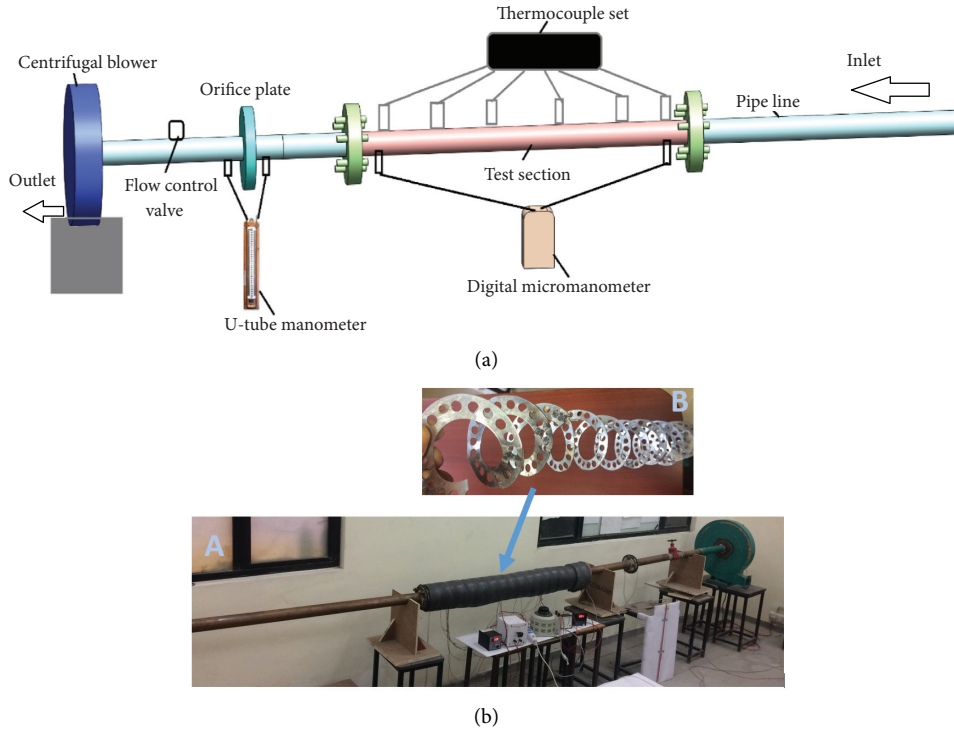 Thermocouple set
Centrifugal blower
Inlet
Orifice plate
Pipe line
Outlet
Flow control
valve
Test section
Digital micromanometer
U-tube manometer
(a)
B
A
(b)